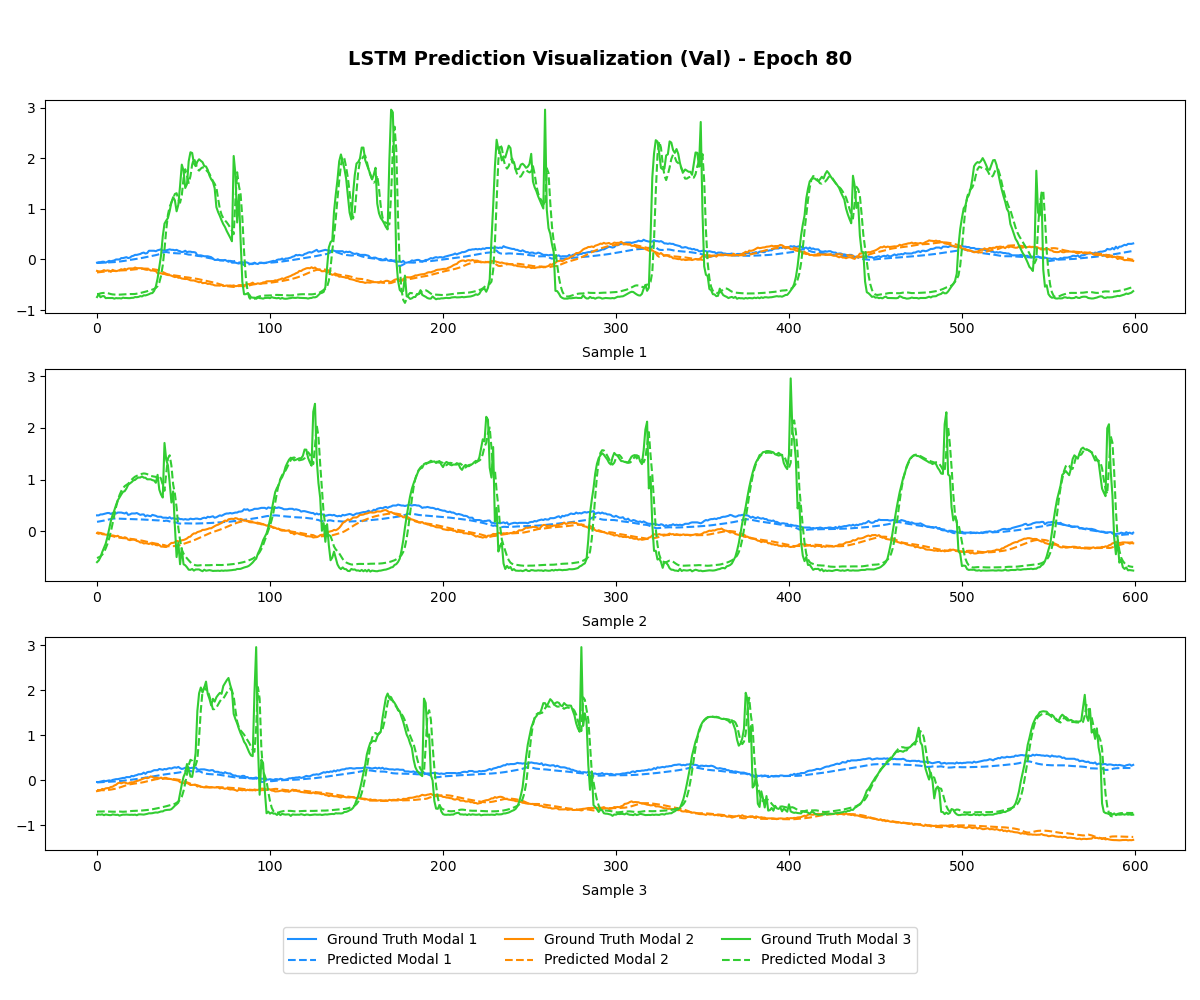 LSTM Prediction Visualization (Val) - Epoch 80
3
2
1
0
−1
0 100 200 300 400 500 600
Sample 1
3
2
1
0
0 100 200 300 400 500 600
Sample 2
3
2
1
0
−1
0 100 200 300 400 500 600
Sample 3
Ground Truth Modal 1 Ground Truth Modal 2 Ground Truth Modal 3
Predicted Modal 1 Predicted Modal 2 Predicted Modal 3